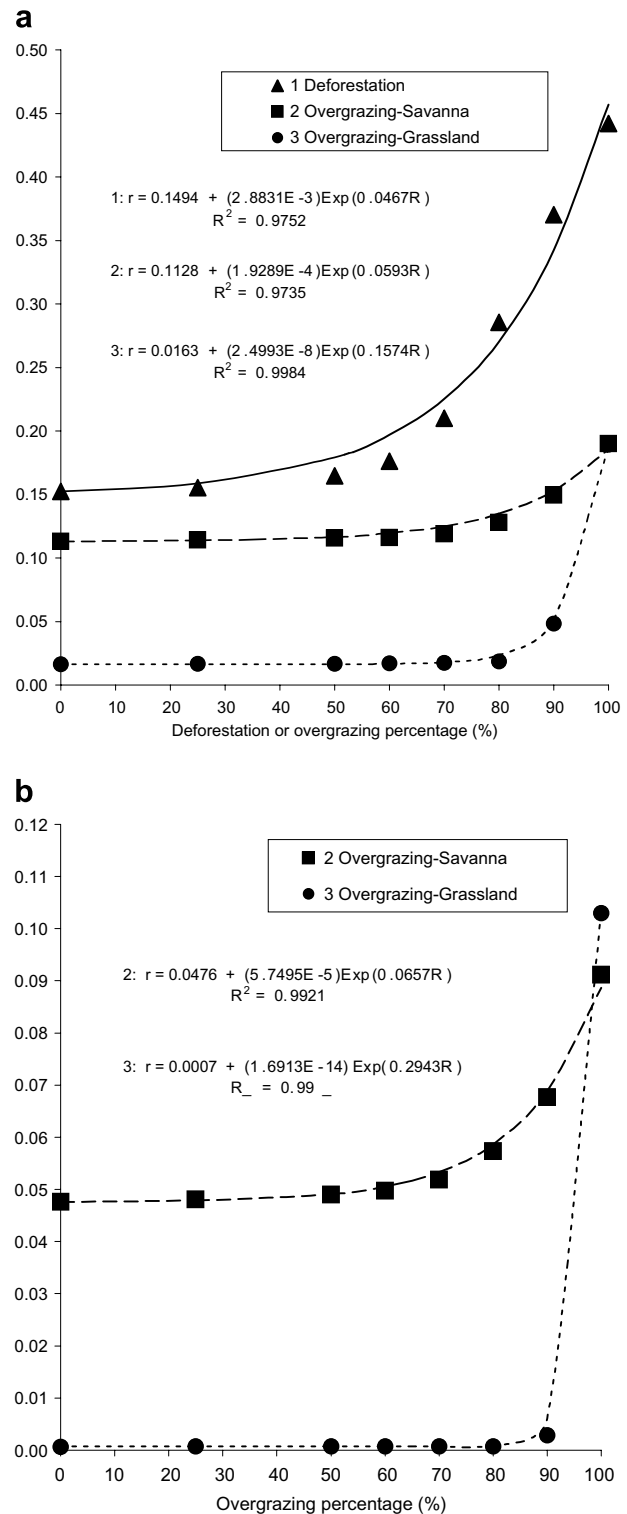 a
0.50
1 Deforestation
2 Overgrazing-Savanna
3 Overgrazing-Grassland
0.45
0.40
1: r = 0.1494 + (2.8831E -3)Exp(0.0467R)
R² = 0.9752
0.35
2: r = 0.1128 + (1.9289E -4)Exp(0.0593R)
R² = 0.9735
0.30
3: r = 0.0163 + (2.4993E -8)Exp(0.1574R)
R² = 0.9984
0.25
0.20
0.15
0.10
0.05
0.00
0 10 20 30 40 50 60 70 80 90 100
Deforestation or overgrazing percentage (%)
b
0.12
2 Overgrazing-Savanna
3 Overgrazing-Grassland
0.11
0.10
0.09
2: r = 0.0476 + (5.7495E -5)Exp(0.0657R)
R² = 0.9921
0.08
3: r = 0.0007 + (1.6913E -14) Exp(0.2943R)
R_ = 0.99 _
0.07
0.06
0.05
0.04
0.03
0.02
0.01
0.00
0 10 20 30 40 50 60 70 80 90 100
Overgrazing percentage (%)